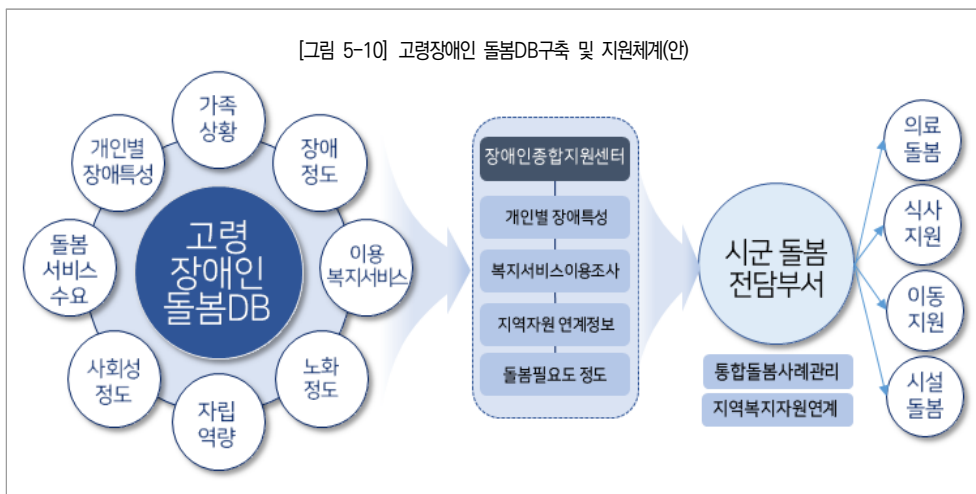 [그림 5-10] 고령장애인 돌봄DB구축 및 지원체계(안)
가족
상황
장애
정도
이용
복지서비스
노화
정도
자립
역량
사회성
정도
돌봄
서비스
수요
개인별
장애특성
고령
장애인
돌봄DB
장애인종합지원센터
개인별 장애특성
복지서비스이용조사
지역자원 연계정보
돌봄필요도 정도
시군 돌봄
전담부서
통합돌봄사례관리
지역복지자원연계
의료
돌봄
식사
지원
이동
지원
시설
돌봄